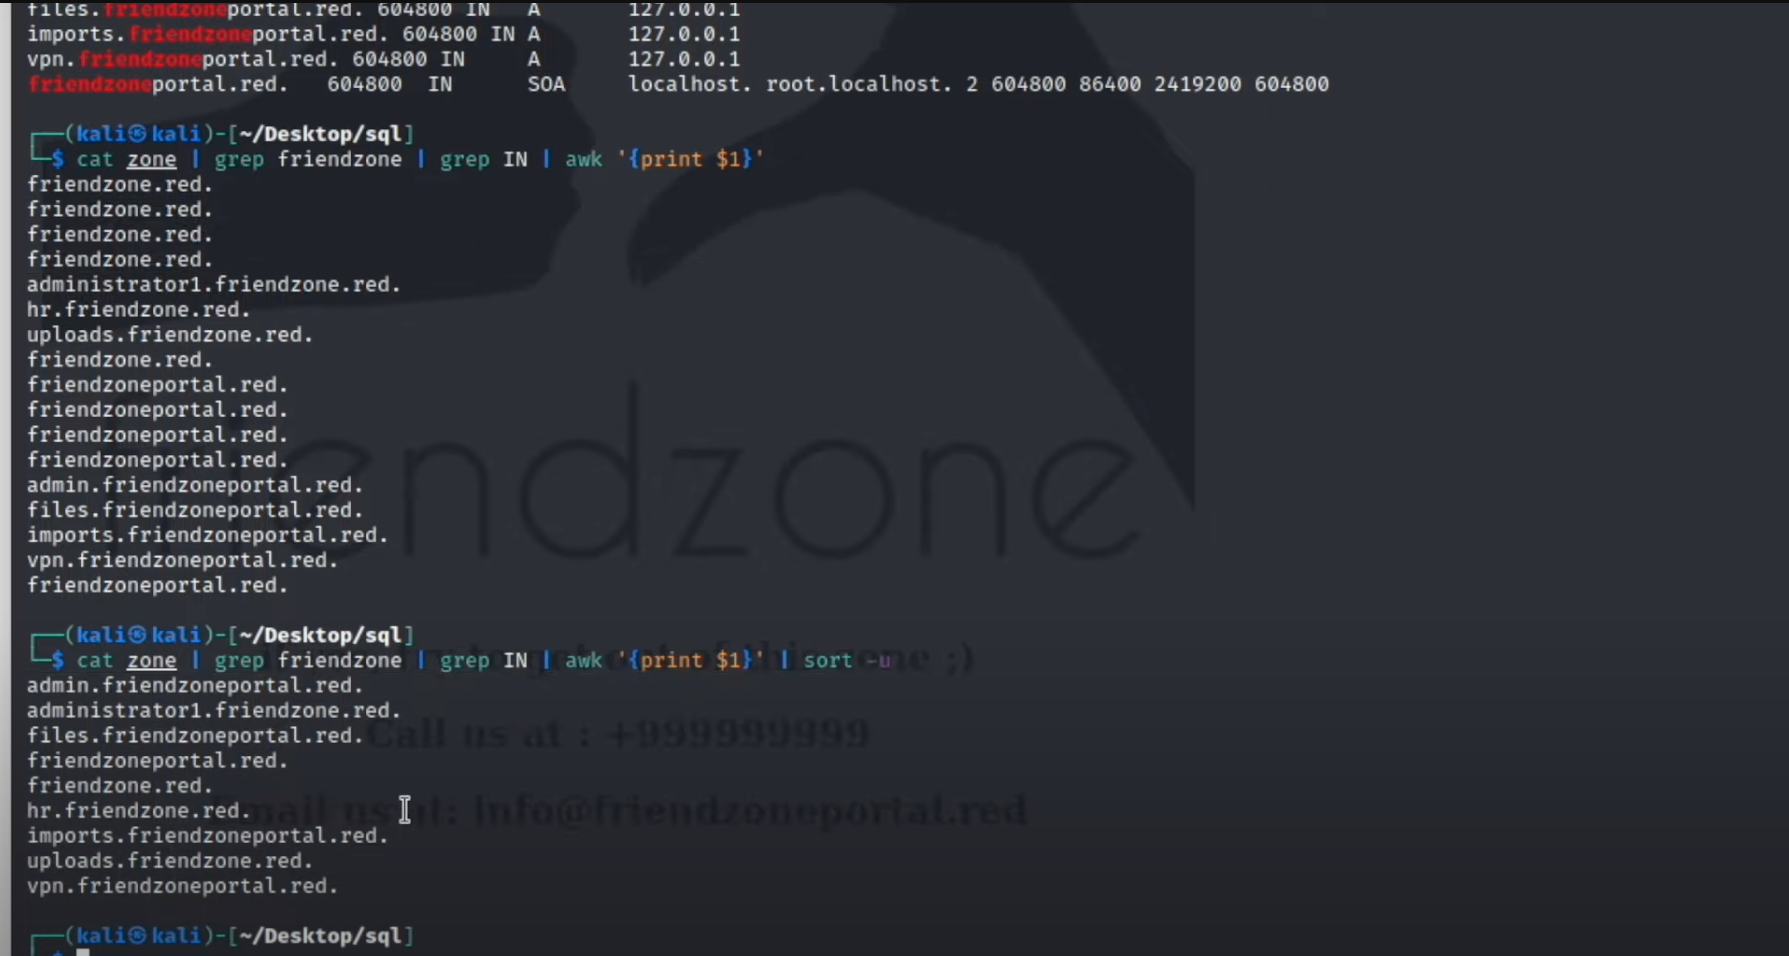 files.friendzoneportal.red. 604800 IN A 127.0.0.1
imports.friendzoneportal.red. 604800 IN A 127.0.0.1
vpn.friendzoneportal.red. 604800 IN A 127.0.0.1
friendzoneportal.red. 604800 IN SOA localhost. root.localhost. 2 604800 86400 2419200 604800
┌──(kali㉿kali)-[~/Desktop/sql]
└─$ cat zone | grep friendzone | grep IN | awk '{print $1}'
friendzone.red.
friendzone.red.
friendzone.red.
friendzone.red.
administrator1.friendzone.red.
hr.friendzone.red.
uploads.friendzone.red.
friendzone.red.
friendzoneportal.red.
friendzoneportal.red.
friendzoneportal.red.
friendzoneportal.red.
admin.friendzoneportal.red.
files.friendzoneportal.red.
imports.friendzoneportal.red.
vpn.friendzoneportal.red.
friendzoneportal.red.
friendzone
┌──(kali㉿kali)-[~/Desktop/sql]
└─$ cat zone | grep friendzone | grep IN | awk '{print $1}' | sort -u
admin.friendzoneportal.red.
administrator1.friendzone.red.
files.friendzoneportal.red.
Call us at : +999999999
friendzoneportal.red.
friendzone.red.
hr.friendzone.red.
Email us at: info@friendzoneportal.red
imports.friendzoneportal.red.
uploads.friendzone.red.
vpn.friendzoneportal.red.
┌──(kali㉿kali)-[~/Desktop/sql]
└─$